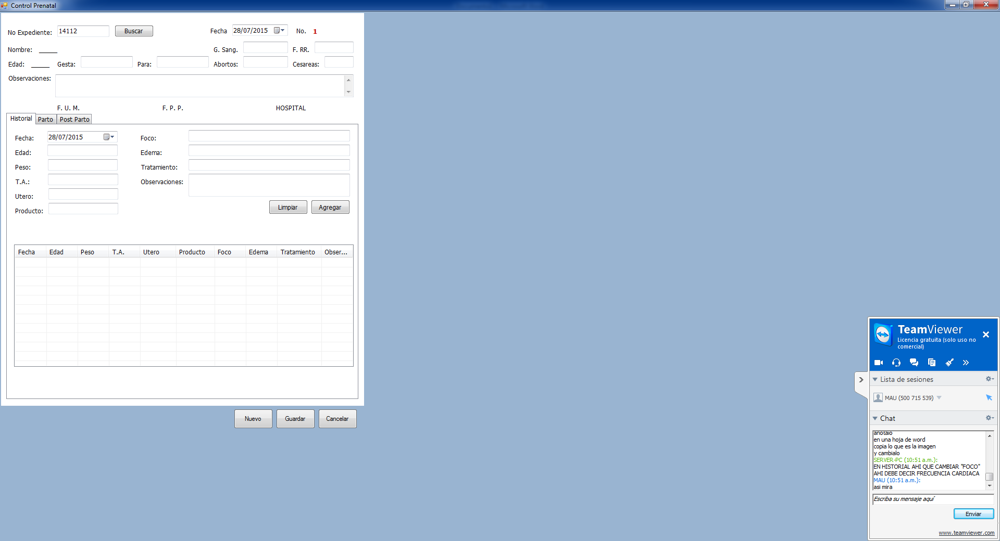 Control Prenatal
No Expediente: 14112 Buscar Fecha 28/07/2015 No. 1
Nombre: _____ G. Sang. F. RR.
Edad: _____ Gesta: Para: Abortos: Cesareas:
Observaciones:
F. U. M. F. P. P. HOSPITAL
Historial Parto Post Parto
Fecha: 28/07/2015 Foco:
Edad: Edema:
Peso: Tratamiento:
T.A.: Observaciones:
Utero:
Producto: Limpiar Agregar
Fecha Edad Peso T.A. Utero Producto Foco Edema Tratamiento Obser...
Nuevo Guardar Cancelar
TeamViewer
Licencia gratuita (solo uso no
comercial)
Lista de sesiones
MAU (500 715 539)
Chat
anotalo
en una hoja de word
copia lo que es la imagen
y cambialo
SERVER-PC (10:51 a.m.):
EN HISTORIAL AHI QUE CAMBIAR "FOCO"
AHI DEBE DECIR FRECUENCIA CARDIACA
MAU (10:51 a.m.):
asi mira
Escriba su mensaje aquí
Enviar
www.teamviewer.com